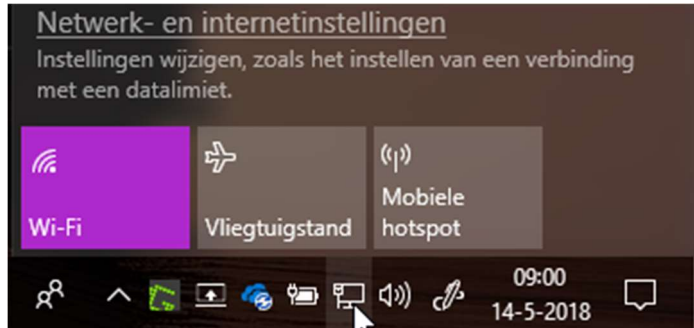 Netwerk- en internetinstellingen
Instellingen wijzigen, zoals het instellen van een verbinding
met een datalimiet.
Wi-Fi
Vliegtuigstand
Mobiele
hotspot
09:00
14-5-2018